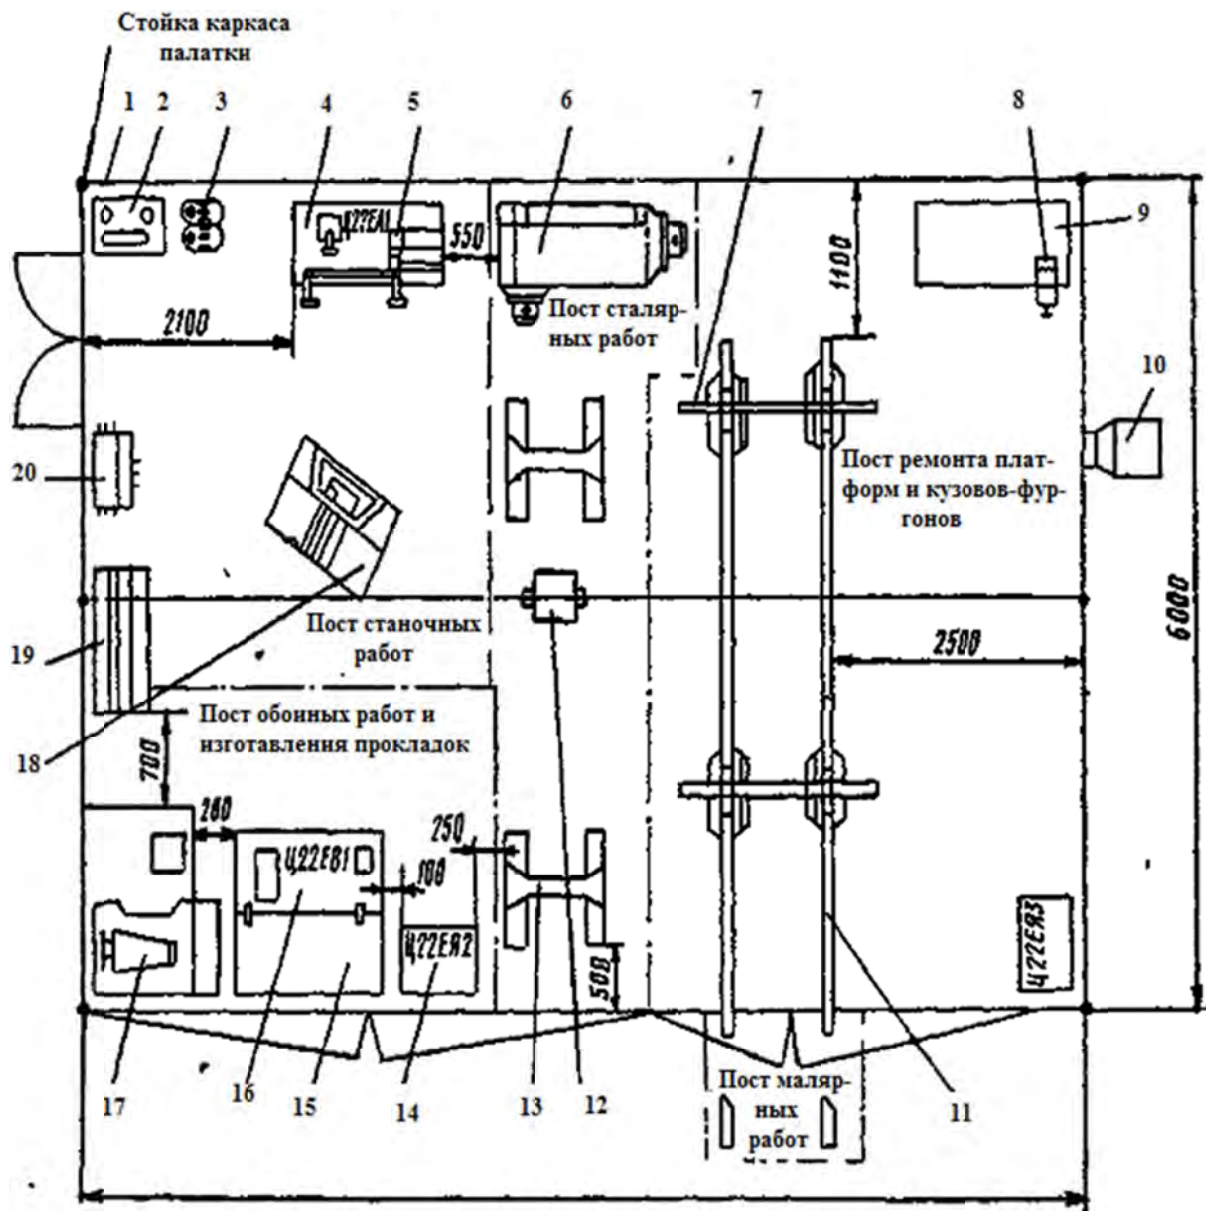 Стойка каркаса
палатки
1 2 3 4 5 6 7 8
9
Ц22ЕА1
550
1100
Пост сталяр-
ных работ
2100
10
20
Пост ремонта плат-
форм и кузовов-фур-
гонов
6000
Пост станочных
работ
19
2500
Пост обоинных работ и
изготавления прокладок
18
700
280
250
Ц22ЕВ1
100
Ц22ЕЯ2
Ц22ЕЯ3
500
Пост маляр-
ных
работ
17 16 15 14 13 12 11